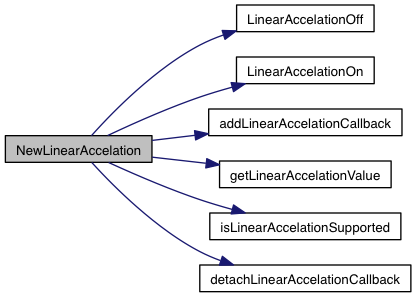 LinearAccelationOff
LinearAccelationOn
addLinearAccelationCallback
NewLinearAccelation
getLinearAccelationValue
isLinearAccelationSupported
detachLinearAccelationCallback